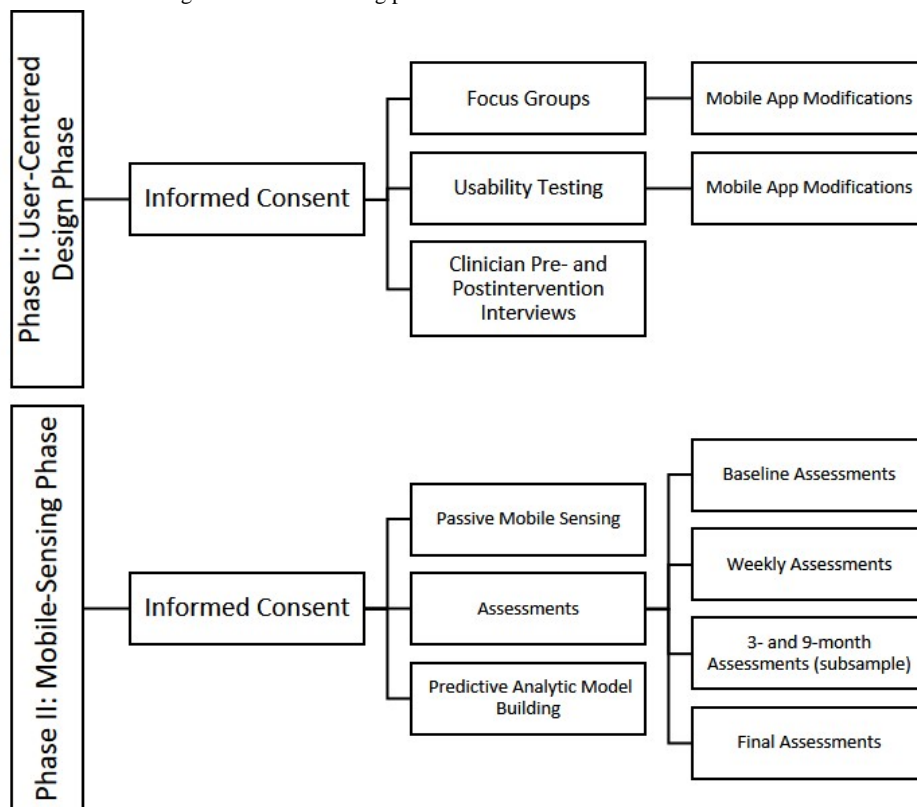 Phase I: User-Centered
Design Phase
Informed Consent
Focus Groups
Mobile App Modifications
Usability Testing
Mobile App Modifications
Clinician Pre- and
Postintervention
Interviews
Phase II: Mobile-Sensing Phase
Informed Consent
Passive Mobile Sensing
Assessments
Predictive Analytic Model
Building
Baseline Assessments
Weekly Assessments
3- and 9-month
Assessments (subsample)
Final Assessments